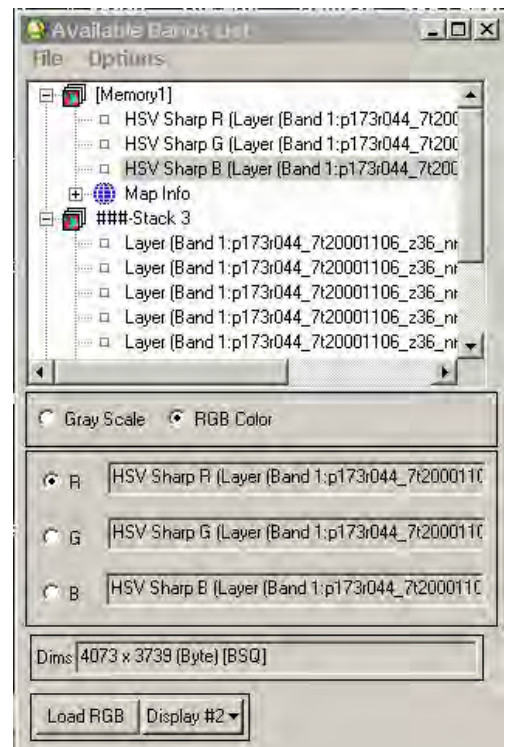 Available Bands List
File Options
[Memory1]
HSV Sharp R (Layer (Band 1:p173r044_7t200
HSV Sharp G (Layer (Band 1:p173r044_7t200
HSV Sharp B (Layer (Band 1:p173r044_7t200
Map Info
###-Stack 3
Layer (Band 1:p173r044_7t20001106_z36_nr
Layer (Band 1:p173r044_7t20001106_z36_nr
Layer (Band 1:p173r044_7t20001106_z36_nr
Layer (Band 1:p173r044_7t20001106_z36_nr
Layer (Band 1:p173r044_7t20001106_z36_nr
Gray Scale RGB Color
R HSV Sharp R (Layer (Band 1:p173r044_7t2000110
G HSV Sharp G (Layer (Band 1:p173r044_7t2000110
B HSV Sharp B (Layer (Band 1:p173r044_7t2000110
Dims 4073 x 3739 (Byte) [BSQ]
Load RGB Display #2